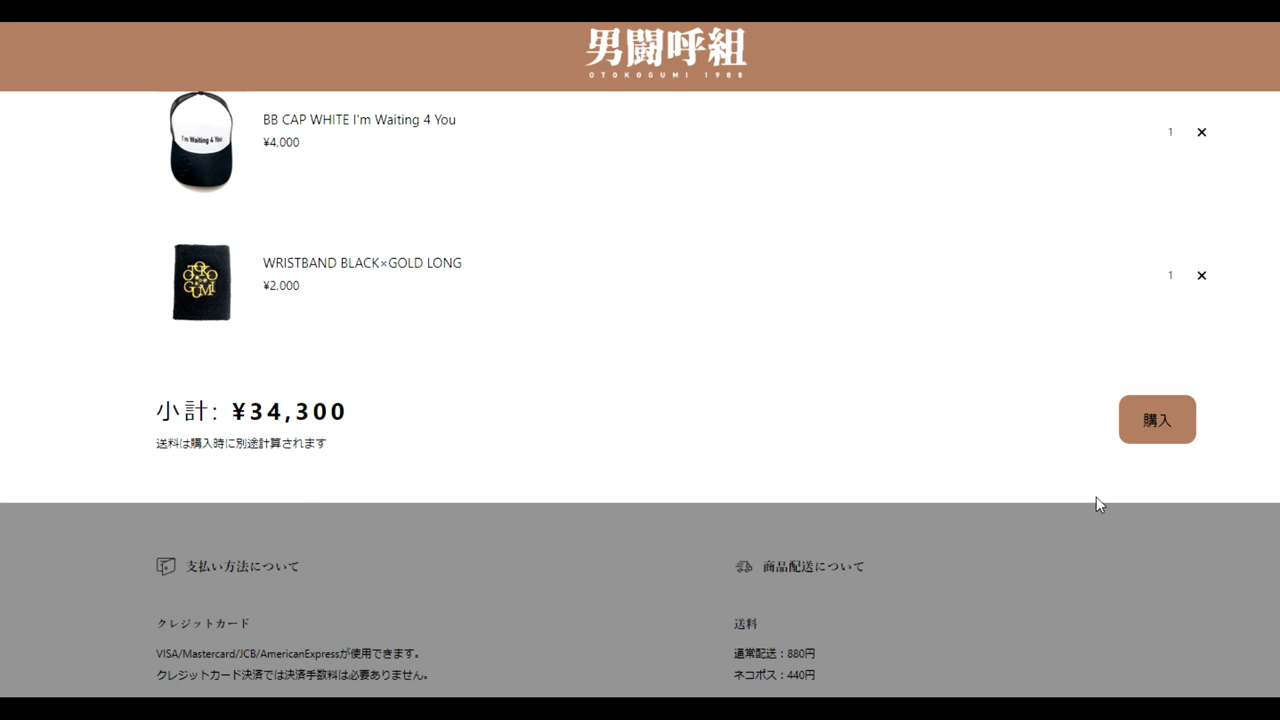 男闘呼組
OTOKOGUMI 1988
I'm Waiting 4 You
BB CAP WHITE I'm Waiting 4 You
¥4,000
1 ✕
OTOKO
GUMI
WRISTBAND BLACK×GOLD LONG
¥2,000
1 ✕
小計: ¥34,300
送料は購入時に別途計算されます
購入
支払い方法について
クレジットカード
VISA/Mastercard/JCB/AmericanExpressが使用できます。
クレジットカード決済では決済手数料は必要ありません。
商品配送について
送料
通常配送：880円
ネコポス：440円